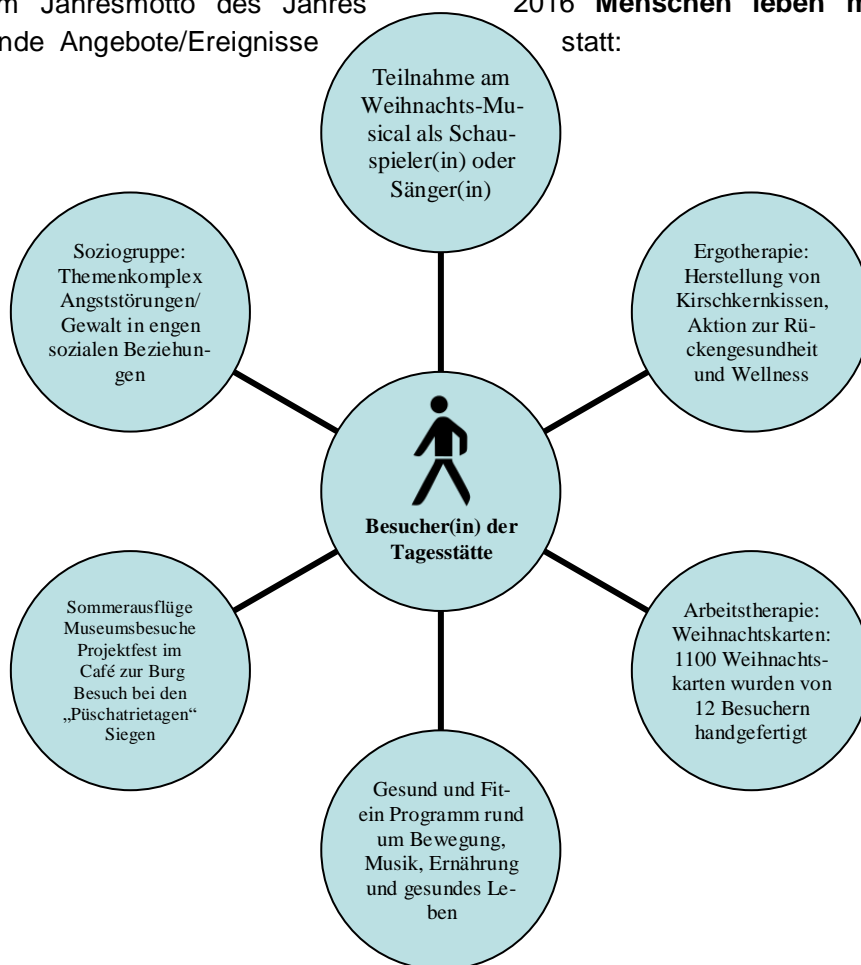 Jahresmotto des Jahres 2016 Menschen leben
Angebote/Ereignisse statt:
Teilnahme am
Weihnachts-Mu-
sical als Schau-
spieler(in) oder
Sänger(in)
Soziogruppe:
Themenkomplex
Angststörungen/
Gewalt in engen
sozialen Beziehun-
gen
Ergotherapie:
Herstellung von
Kirschkernkissen,
Aktion zur Rü-
ckengesundheit
und Wellness
Besucher(in) der
Tagesstätte
Sommerausflüge
Museumsbesuche
Projektfest im
Café zur Burg
Besuch bei den
„Püschatrietagen“
Siegen
Arbeitstherapie:
Weihnachtskarten:
1100 Weihnachts-
karten wurden von
12 Besuchern
handgefertigt
Gesund und Fit-
ein Programm rund
um Bewegung,
Musik, Ernährung
und gesundes Le-
ben